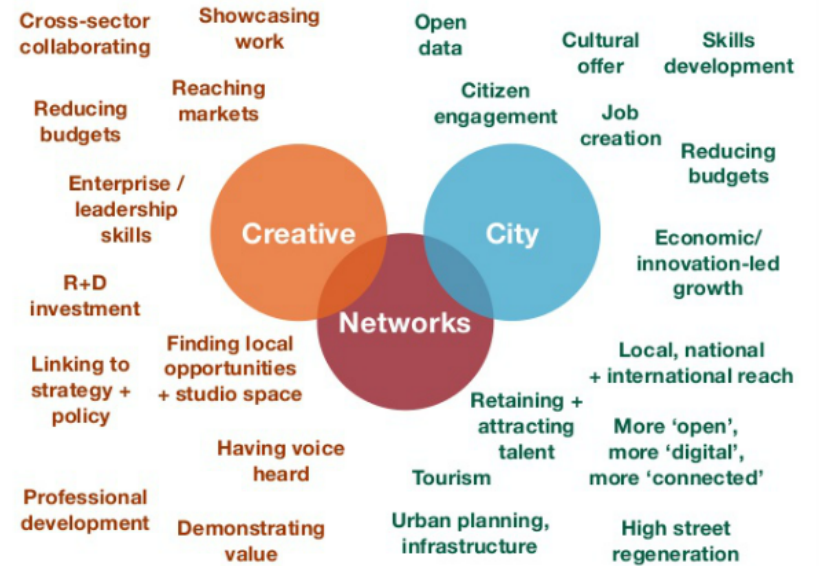 Cross-sector
collaborating
Showcasing
work
Reaching
markets
Reducing
budgets
Enterprise /
leadership
skills
R+D
investment
Linking to
strategy +
policy
Finding local
opportunities
+ studio space
Having voice
heard
Professional
development
Demonstrating
value
Creative
City
Networks
Open
data
Cultural
offer
Skills
development
Citizen
engagement
Job
creation
Reducing
budgets
Economic/
innovation-led
growth
Local, national
+ international reach
Retaining +
attracting
talent
More ‘open’,
more ‘digital’,
more ‘connected’
Tourism
Urban planning,
infrastructure
High street
regeneration